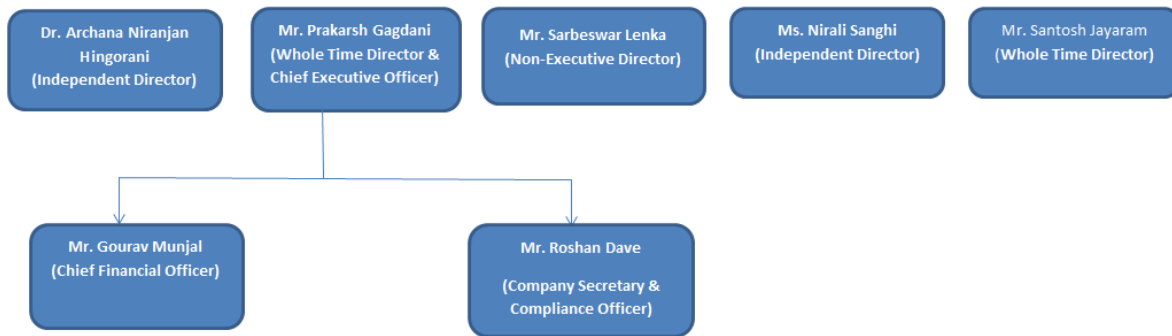 Dr. Archana Niranjan
Hingorani
(Independent Director)
Mr. Prakarsh Gagdani
(Whole Time Director &
Chief Executive Officer)
Mr. Sarbeswar Lenka
(Non-Executive Director)
Ms. Nirali Sanghi
(Independent Director)
Mr. Santosh Jayaram
(Whole Time Director)
Mr. Gourav Munjal
(Chief Financial Officer)
Mr. Roshan Dave
(Company Secretary &
Compliance Officer)